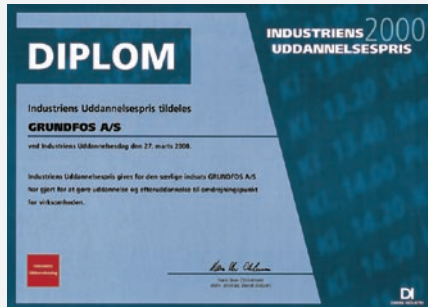 DIPLOM
INDUSTRIENS 2000
UDDANNELSESPRIS
Industriens Uddannelsespris tildeles
GRUNDFOS A/S
ved Industriens Uddannelsesdag den 27. marts 2000.
Industriens Uddannelsespris gives for den særlige indsats GRUNDFOS A/S
har gjort for at gøre uddannelse og efteruddannelse til omdrejningspunkt
for virksomheden.
DI